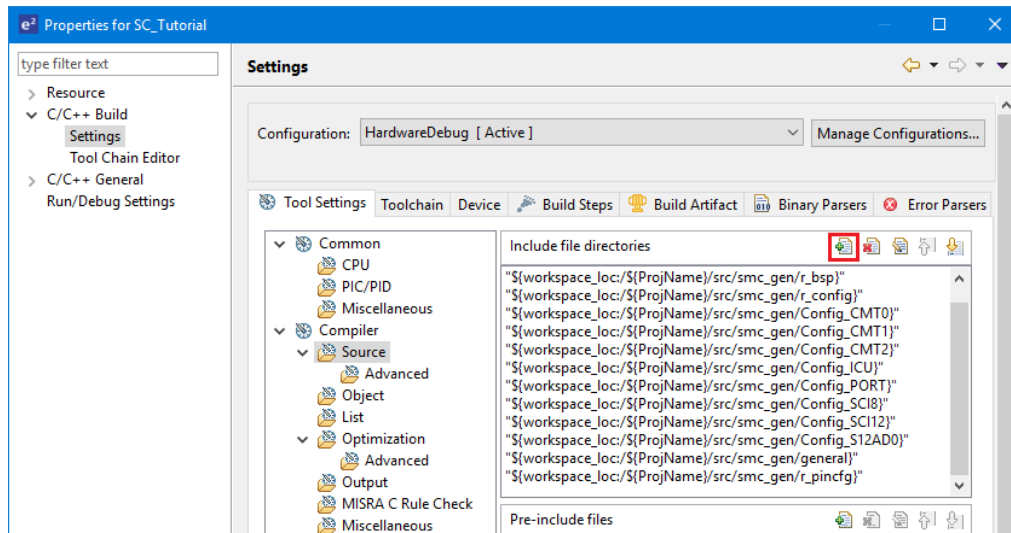 e² Properties for SC_Tutorial
type filter text
Resource
C/C++ Build
Settings
Tool Chain Editor
C/C++ General
Run/Debug Settings
Settings
Configuration: HardwareDebug [ Active ]
Manage Configurations...
Tool Settings Toolchain Device Build Steps Build Artifact Binary Parsers Error Parsers
Common
CPU
PIC/PID
Miscellaneous
Compiler
Source
Advanced
Object
List
Optimization
Advanced
Output
MISRA C Rule Check
Miscellaneous
Include file directories
"${workspace_loc:/${ProjName}/src/smc_gen/r_bsp}"
"${workspace_loc:/${ProjName}/src/smc_gen/r_config}"
"${workspace_loc:/${ProjName}/src/smc_gen/Config_CMT0}"
"${workspace_loc:/${ProjName}/src/smc_gen/Config_CMT1}"
"${workspace_loc:/${ProjName}/src/smc_gen/Config_CMT2}"
"${workspace_loc:/${ProjName}/src/smc_gen/Config_ICU}"
"${workspace_loc:/${ProjName}/src/smc_gen/Config_PORT}"
"${workspace_loc:/${ProjName}/src/smc_gen/Config_SCI8}"
"${workspace_loc:/${ProjName}/src/smc_gen/Config_SCI12}"
"${workspace_loc:/${ProjName}/src/smc_gen/Config_S12AD0}"
"${workspace_loc:/${ProjName}/src/smc_gen/general}"
"${workspace_loc:/${ProjName}/src/smc_gen/r_pincfg}"
Pre-include files